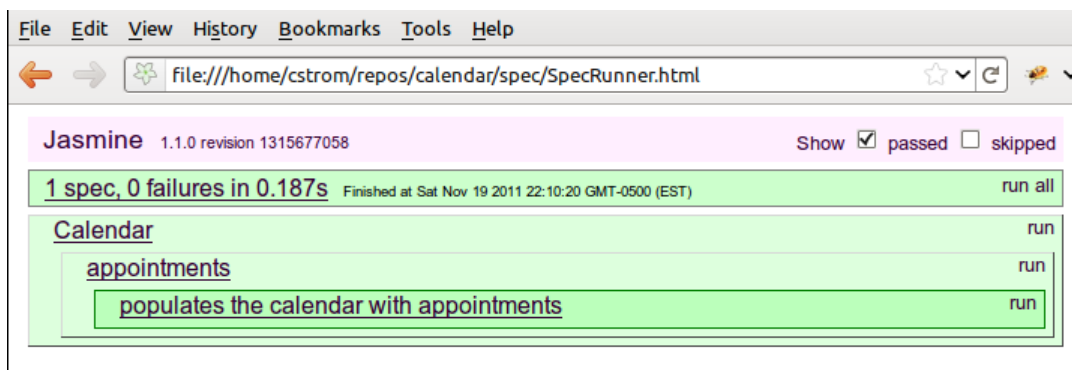 File Edit View History Bookmarks Tools Help
file:///home/cstrom/repos/calendar/spec/SpecRunner.html
Jasmine 1.1.0 revision 1315677058 Show passed skipped
1 spec, 0 failures in 0.187s Finished at Sat Nov 19 2011 22:10:20 GMT-0500 (EST) run all
Calendar run
appointments run
populates the calendar with appointments run